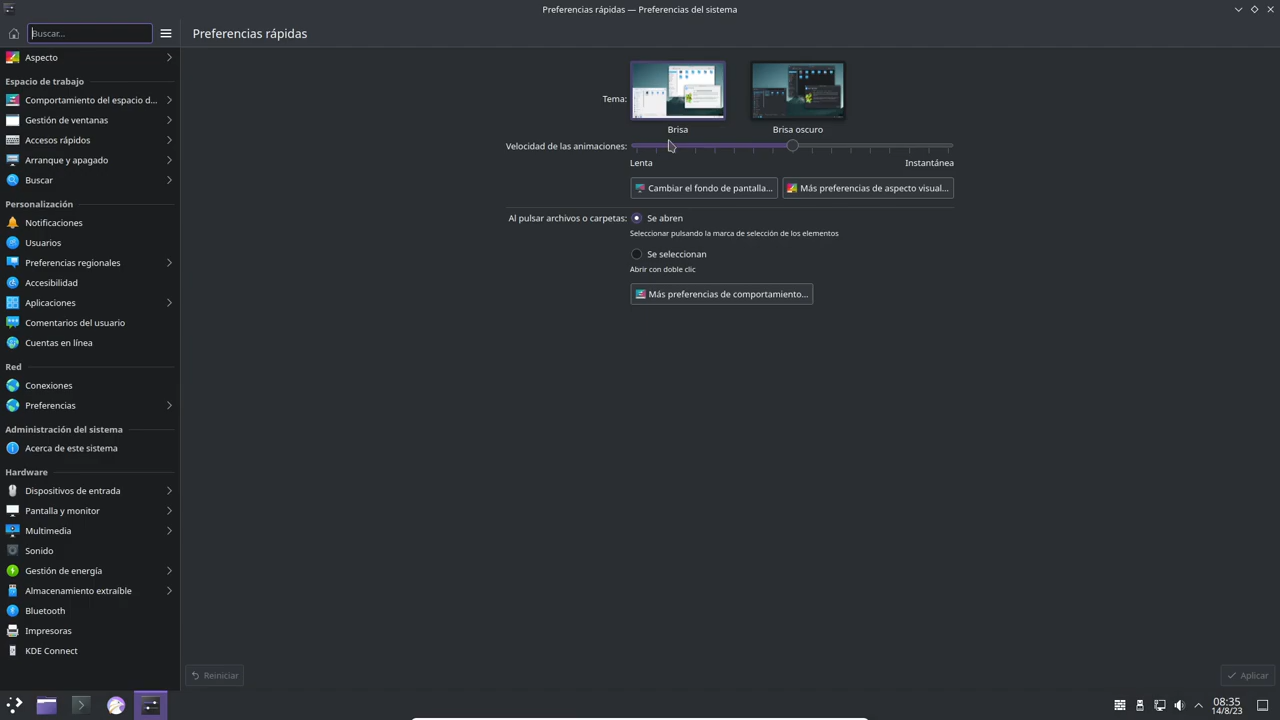 Preferencias rápidas — Preferencias del sistema
Buscar...
Preferencias rápidas
Aspecto
Espacio de trabajo
Comportamiento del espacio d...
Gestión de ventanas
Accesos rápidos
Arranque y apagado
Buscar
Personalización
Notificaciones
Usuarios
Preferencias regionales
Accesibilidad
Aplicaciones
Comentarios del usuario
Cuentas en línea
Red
Conexiones
Preferencias
Administración del sistema
Acerca de este sistema
Hardware
Dispositivos de entrada
Pantalla y monitor
Multimedia
Sonido
Gestión de energía
Almacenamiento extraíble
Bluetooth
Impresoras
KDE Connect
Tema:
Brisa
Brisa oscuro
Velocidad de las animaciones:
Lenta
Instantánea
Cambiar el fondo de pantalla...
Más preferencias de aspecto visual...
Al pulsar archivos o carpetas:
Se abren
Seleccionar pulsando la marca de selección de los elementos
Se seleccionan
Abrir con doble clic
Más preferencias de comportamiento...
Reiniciar
Aplicar
08:35
14/8/23